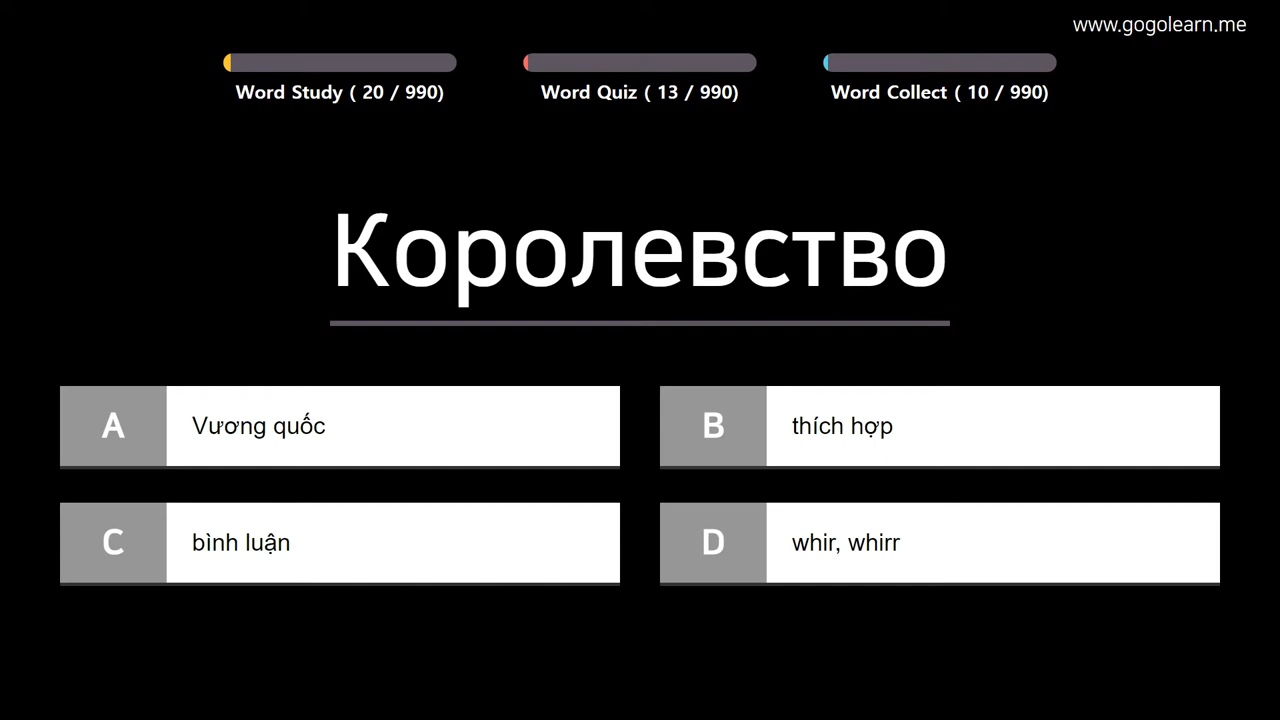 www.gogolearn.me
Word Study ( 20 / 990)
Word Quiz ( 13 / 990)
Word Collect ( 10 / 990)
Королевство
A
Vương quốc
B
thích hợp
C
bình luận
D
whir, whirr